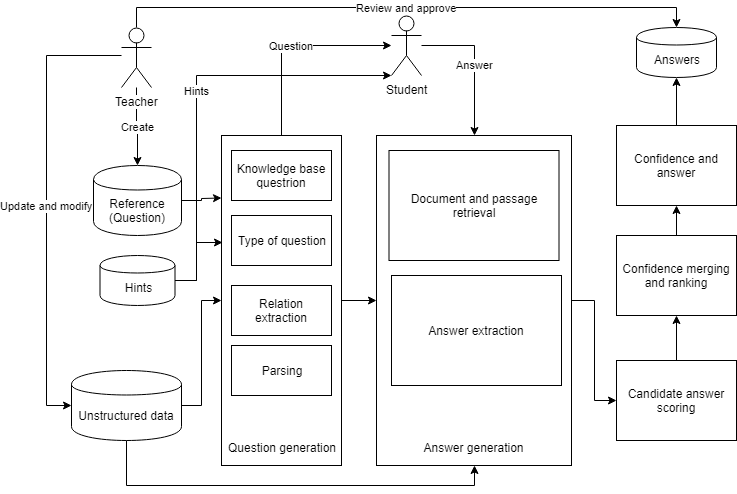 Review and approve
Question
Answer
Answers
Teacher
Hints
Student
Create
Knowledge base
questrion
Confidence and
answer
Reference
(Question)
Update and modify
Document and passage
retrieval
Type of question
Hints
Confidence merging
and ranking
Relation
extraction
Answer extraction
Parsing
Candidate answer
scoring
Unstructured data
Question generation
Answer generation